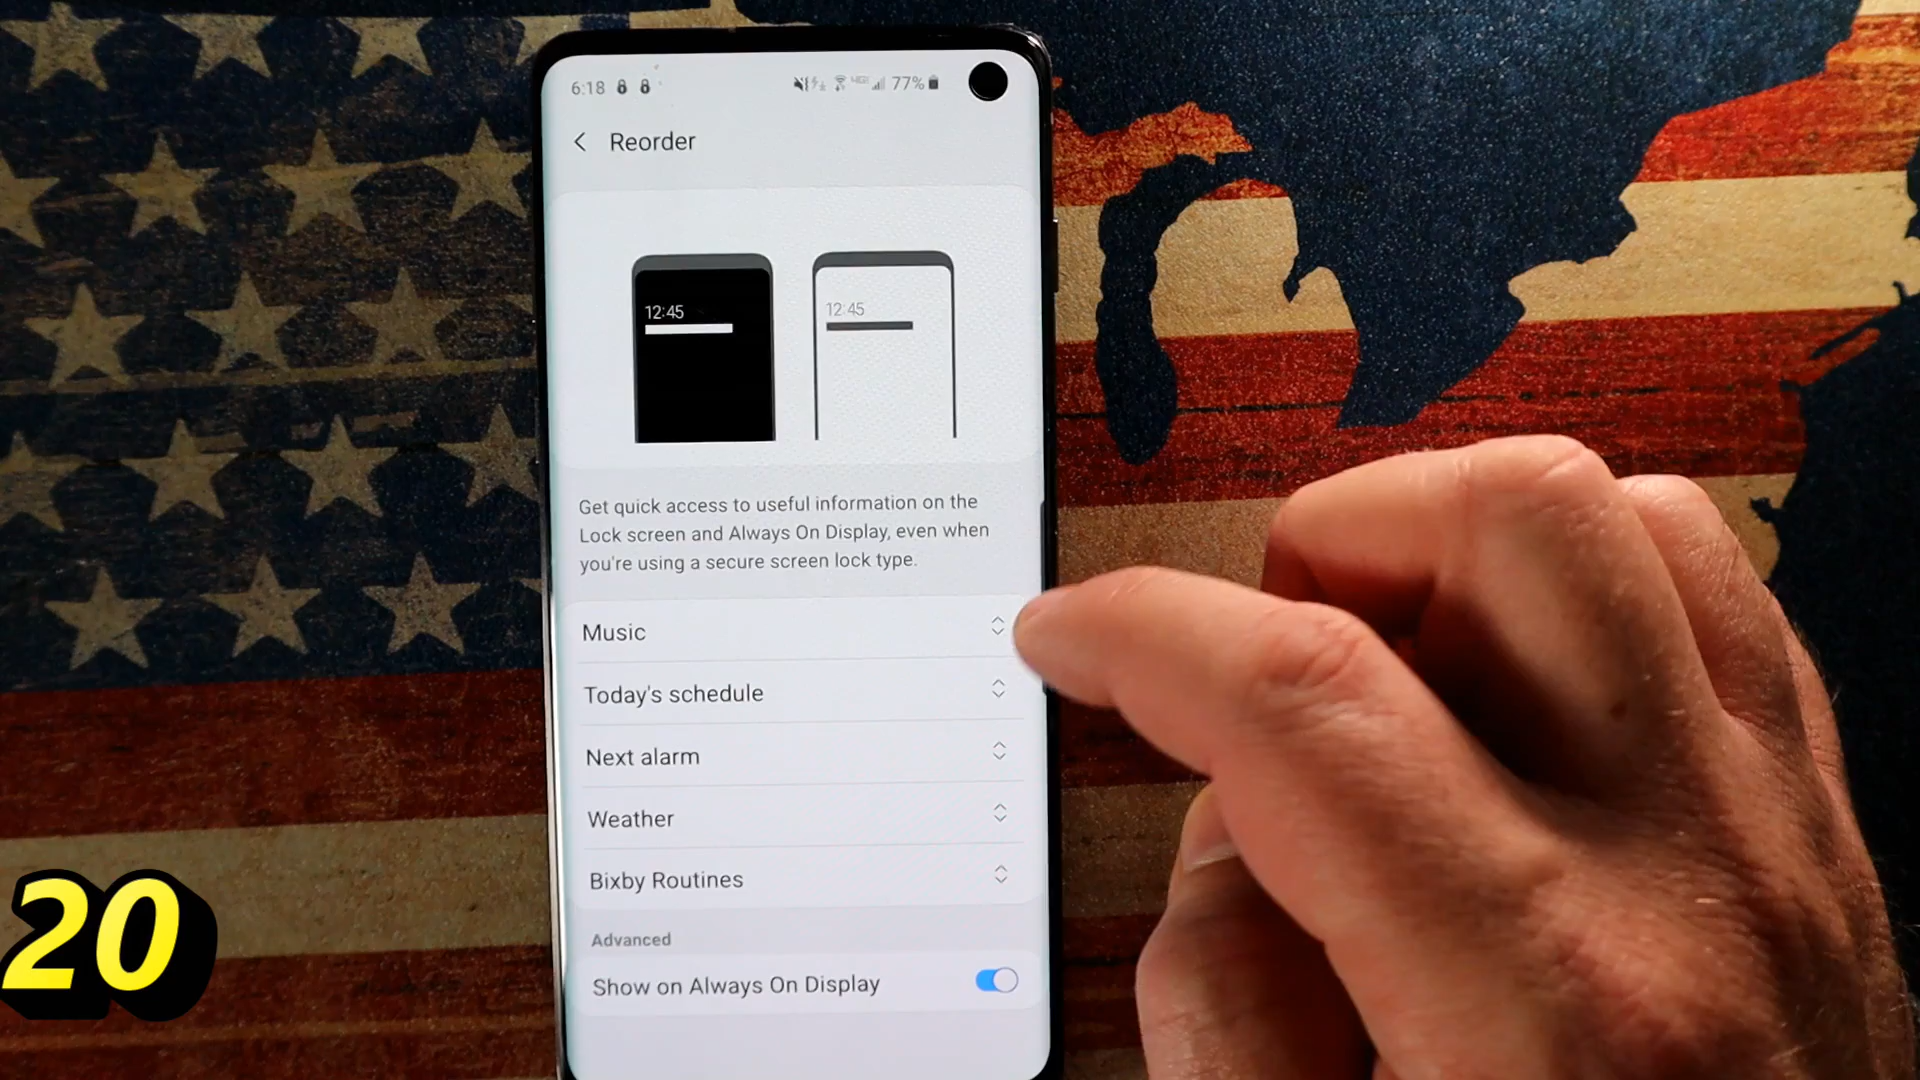 6:18 77%
Reorder
12:45 12:45
Get quick access to useful information on the
Lock screen and Always On Display, even when
you're using a secure screen lock type.
Music
Today's schedule
Next alarm
Weather
Bixby Routines
Advanced
Show on Always On Display
20